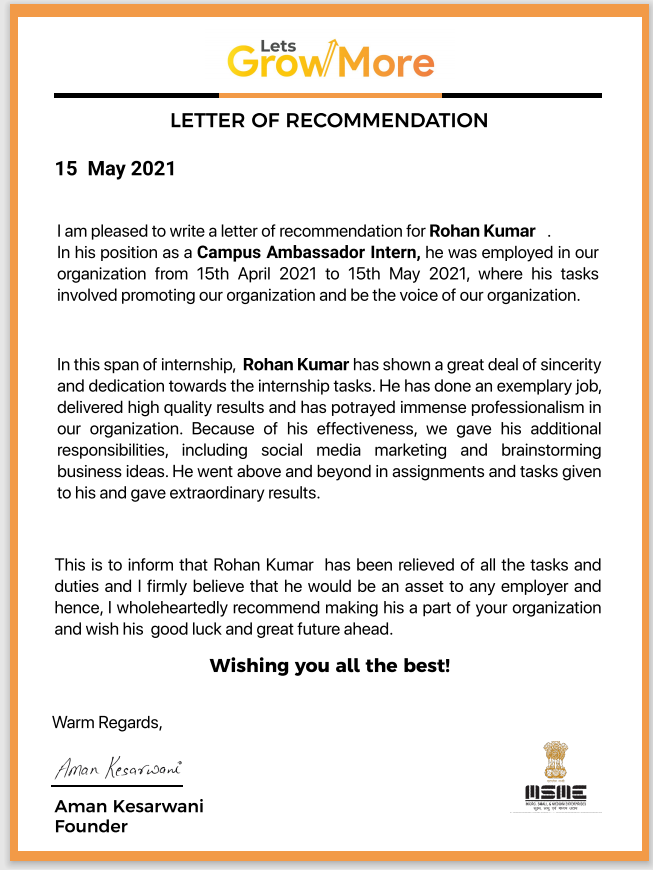 Lets
GrowMore
LETTER OF RECOMMENDATION
15 May 2021
I am pleased to write a letter of recommendation for Rohan Kumar .
In his position as a Campus Ambassador Intern, he was employed in our
organization from 15th April 2021 to 15th May 2021, where his tasks
involved promoting our organization and be the voice of our organization.
In this span of internship, Rohan Kumar has shown a great deal of sincerity
and dedication towards the internship tasks. He has done an exemplary job,
delivered high quality results and has potrayed immense professionalism in
our organization. Because of his effectiveness, we gave his additional
responsibilities, including social media marketing and brainstorming
business ideas. He went above and beyond in assignments and tasks given
to his and gave extraordinary results.
This is to inform that Rohan Kumar has been relieved of all the tasks and
duties and I firmly believe that he would be an asset to any employer and
hence, I wholeheartedly recommend making his a part of your organization
and wish his good luck and great future ahead.
Wishing you all the best!
Warm Regards,
Aman Kesarwani
Aman Kesarwani
Founder
MSME
MICRO, SMALL & MEDIUM ENTERPRISES
सूक्ष्म, लघु एवं मध्यम उद्यम